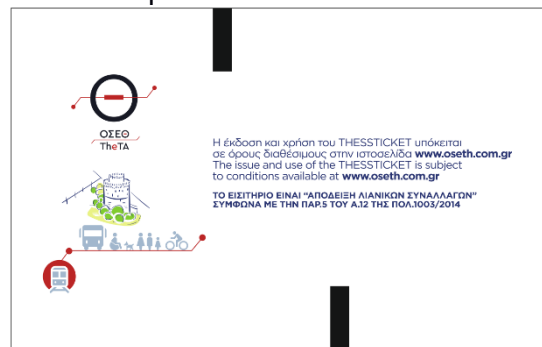 ΟΣΕΘ
TheTA
Η έκδοση και χρήση του THESSTICKET υπόκειται
σε όρους διαθέσιμους στην ιστοσελίδα www.oseth.com.gr
The issue and use of the THESSTICKET is subject
to conditions available at www.oseth.com.gr
ΤΟ ΕΙΣΙΤΗΡΙΟ ΕΙΝΑΙ “ΑΠΟΔΕΙΞΗ ΛΙΑΝΙΚΩΝ ΣΥΝΑΛΛΑΓΩΝ”
ΣΥΜΦΩΝΑ ΜΕ ΤΗΝ ΠΑΡ.5 ΤΟΥ Α.12 ΤΗΣ ΠΟΛ.1003/2014